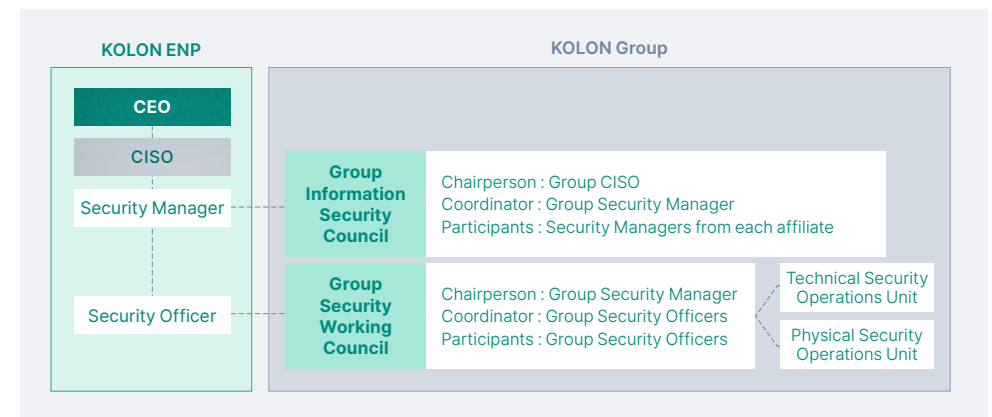 KOLON ENP
CEO
CISO
Security Manager
Security Officer
KOLON Group
Group
Information
Security
Council
Chairperson : Group CISO
Coordinator : Group Security Manager
Participants : Security Managers from each affiliate
Group
Security
Working
Council
Chairperson : Group Security Manager
Coordinator : Group Security Officers
Participants : Group Security Officers
Technical Security
Operations Unit
Physical Security
Operations Unit